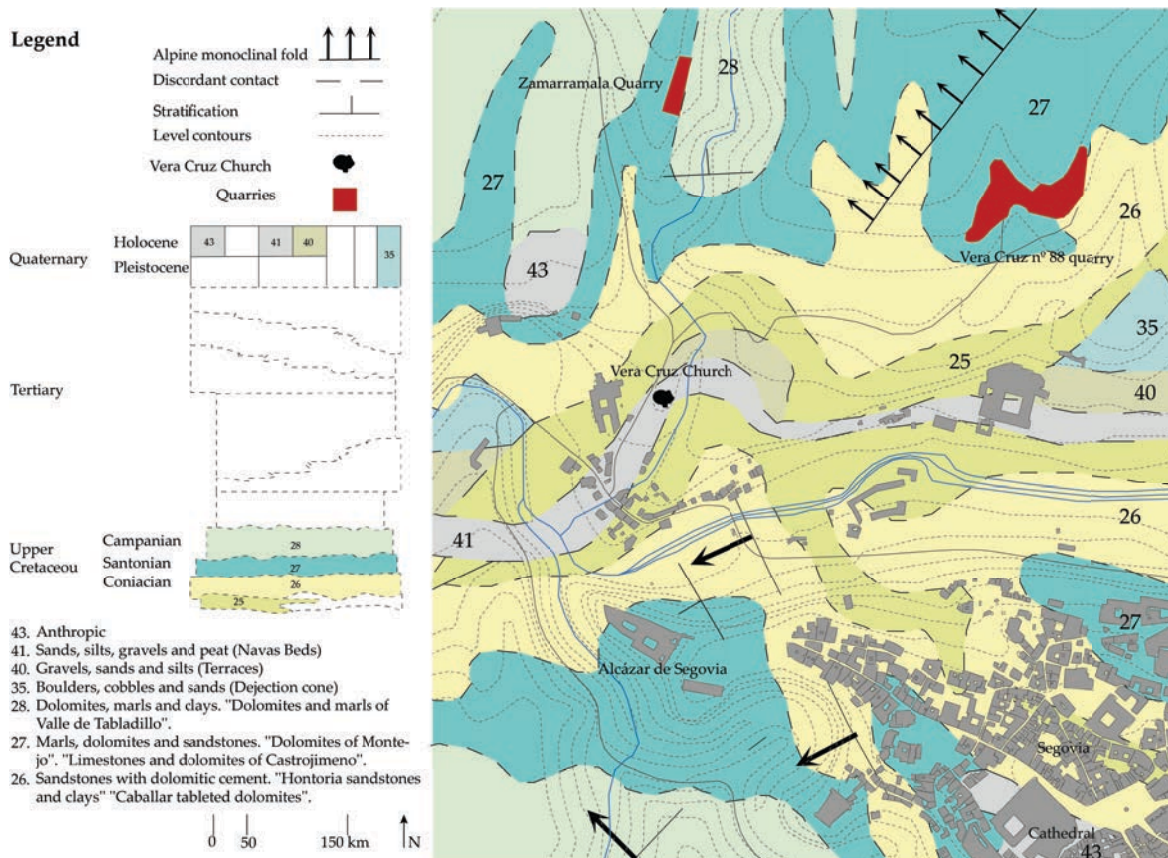 Legend
Alpine monoclinal fold
Discordant contact
Stratification
Level contours
Vera Cruz Church
Quarries
Quaternary
Holocene
Pleistocene
43
41
40
35
Tertiary
Upper
Cretaceou
Campanian
Santonian
Coniacian
28
27
26
25
43. Anthropic
41. Sands, silts, gravels and peat (Navas Beds)
40. Gravels, sands and silts (Terraces)
35. Boulders, cobbles and sands (Dejection cone)
28. Dolomites, marls and clays. "Dolomites and marls of
Valle de Tabladillo".
27. Marls, dolomites and sandstones. "Dolomites of Monte-
jo". "Limestones and dolomites of Castrojimeno".
26. Sandstones with dolomitic cement. "Hontoria sandstones
and clays" "Caballar tableted dolomites".
0 50 150 km N
28
Zamarramala Quarry
27
27
26
43
Vera Cruz nº 88 quarry
35
25
Vera Cruz Church
40
26
41
27
Alcázar de Segovia
Segovia
Cathedral
43